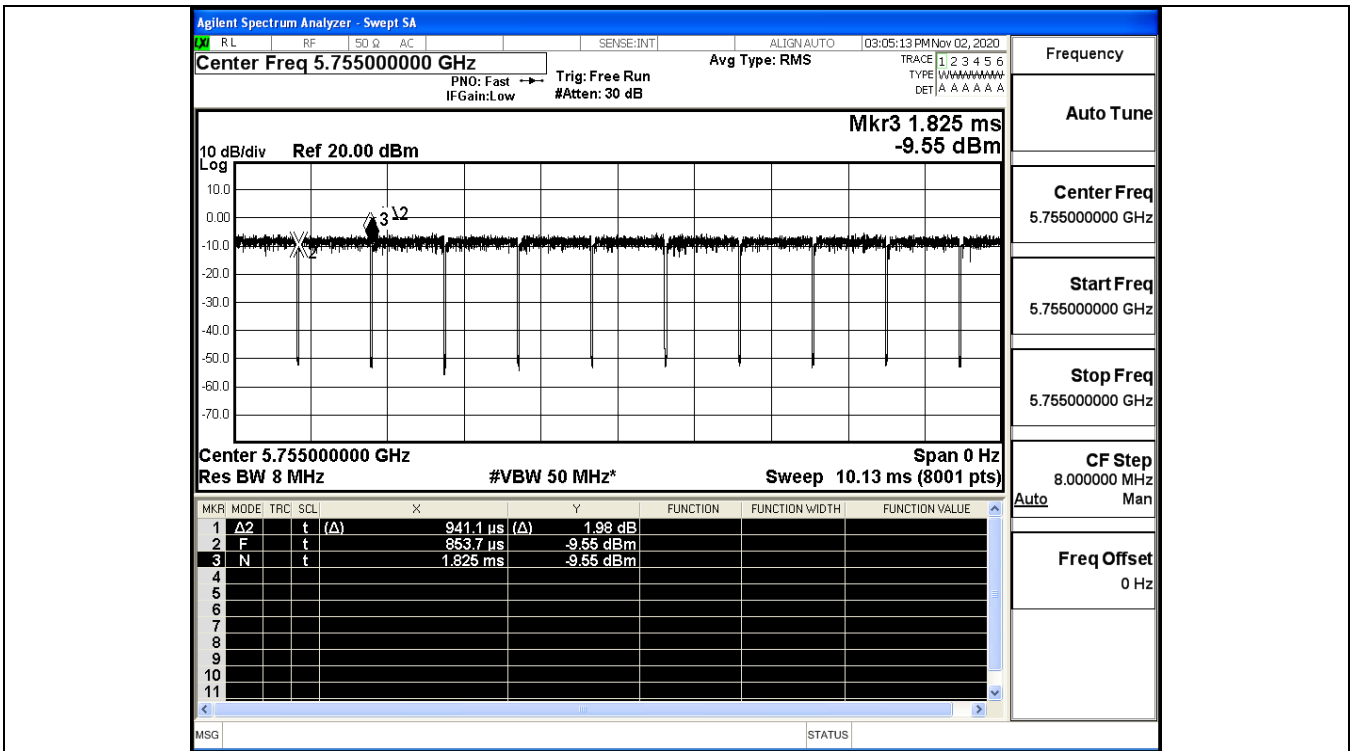 Agilent Spectrum Analyzer - Swept SA
LXI RL RF 50 Ω AC SENSE:INT ALIGN AUTO 03:05:13 PM Nov 02, 2020
Center Freq 5.755000000 GHz
PNO: Fast
IFGain:Low
Trig: Free Run
#Atten: 30 dB
Avg Type: RMS
TRACE 1 2 3 4 5 6
TYPE WWWWWW
DET A A A A A A
Mkr3 1.825 ms
-9.55 dBm
10 dB/div Ref 20.00 dBm
Log
10.0
0.00
-10.0
-20.0
-30.0
-40.0
-50.0
-60.0
-70.0
3 Δ2
2
Center 5.755000000 GHz Span 0 Hz
Res BW 8 MHz #VBW 50 MHz* Sweep 10.13 ms (8001 pts)
MKR MODE TRC SCL X Y FUNCTION FUNCTION WIDTH FUNCTION VALUE
1 Δ2 t (Δ) 941.1 µs (Δ) 1.98 dB
2 F t 853.7 µs -9.55 dBm
3 N t 1.825 ms -9.55 dBm
4
5
6
7
8
9
10
11
MSG STATUS
Frequency
Auto Tune
Center Freq
5.755000000 GHz
Start Freq
5.755000000 GHz
Stop Freq
5.755000000 GHz
CF Step
8.000000 MHz
Auto Man
Freq Offset
0 Hz